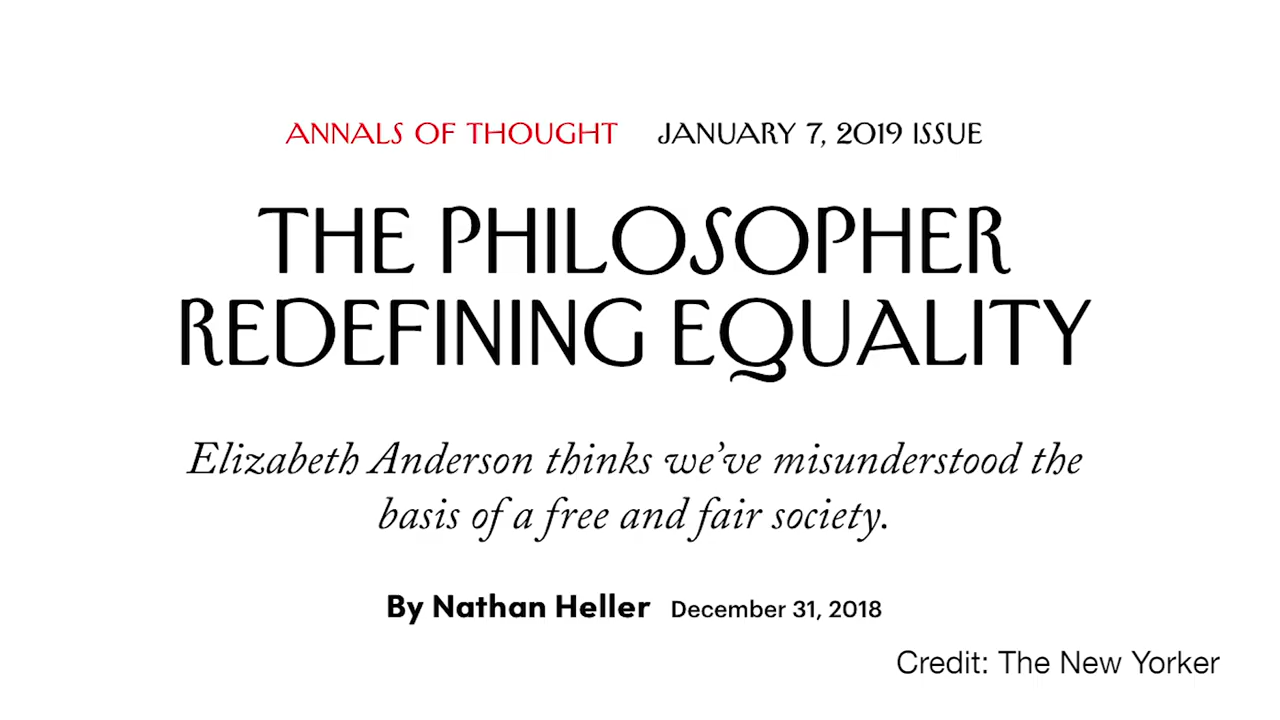 ANNALS OF THOUGHT JANUARY 7, 2019 ISSUE
THE PHILOSOPHER
REDEFINING EQUALITY
Elizabeth Anderson thinks we’ve misunderstood the
basis of a free and fair society.
By Nathan Heller December 31, 2018
Credit: The New Yorker